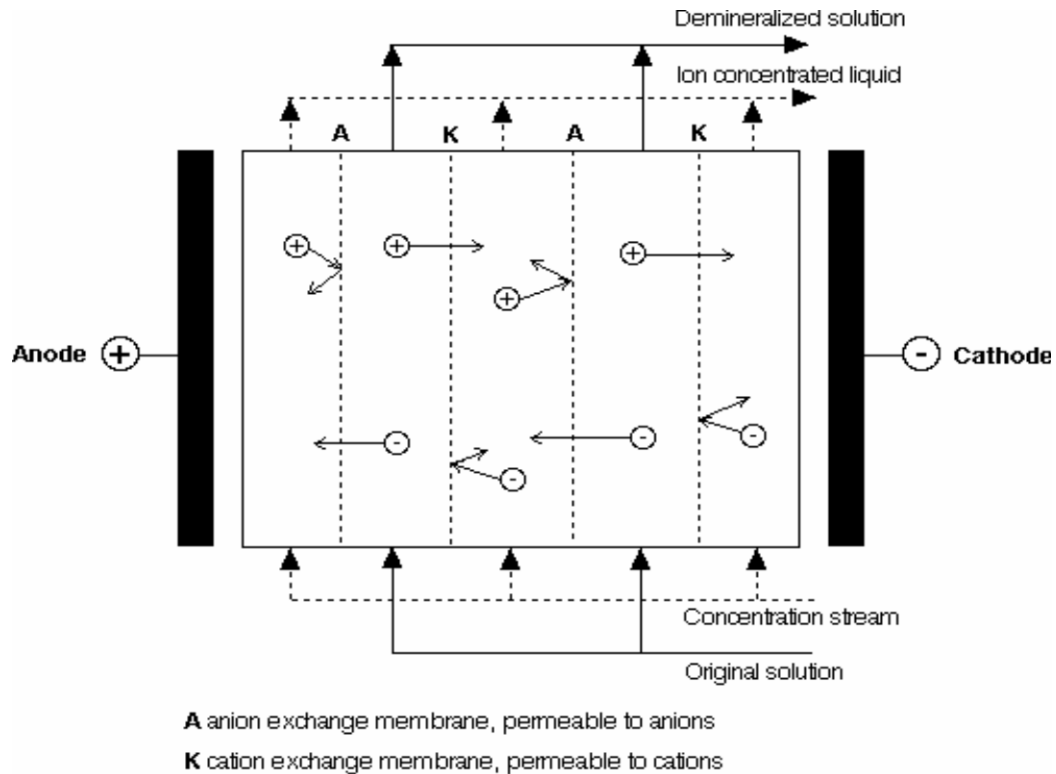 Demineralized solution
Ion concentrated liquid
A K A K
+ + + +
Anode + - Cathode
- - - -
Concentration stream
Original solution
A anion exchange membrane, permeable to anions
K cation exchange membrane, permeable to cations